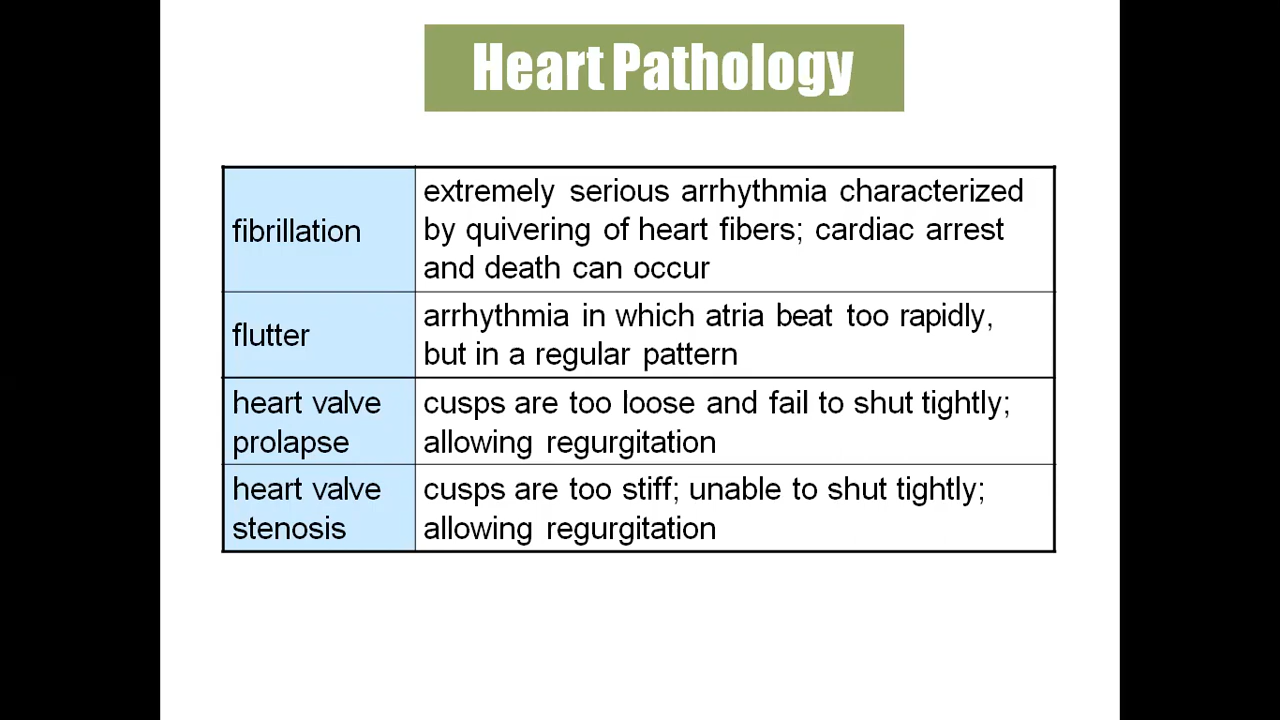 Heart Pathology
fibrillation
extremely serious arrhythmia characterized
by quivering of heart fibers; cardiac arrest
and death can occur
flutter
arrhythmia in which atria beat too rapidly,
but in a regular pattern
heart valve
prolapse
cusps are too loose and fail to shut tightly;
allowing regurgitation
heart valve
stenosis
cusps are too stiff; unable to shut tightly;
allowing regurgitation